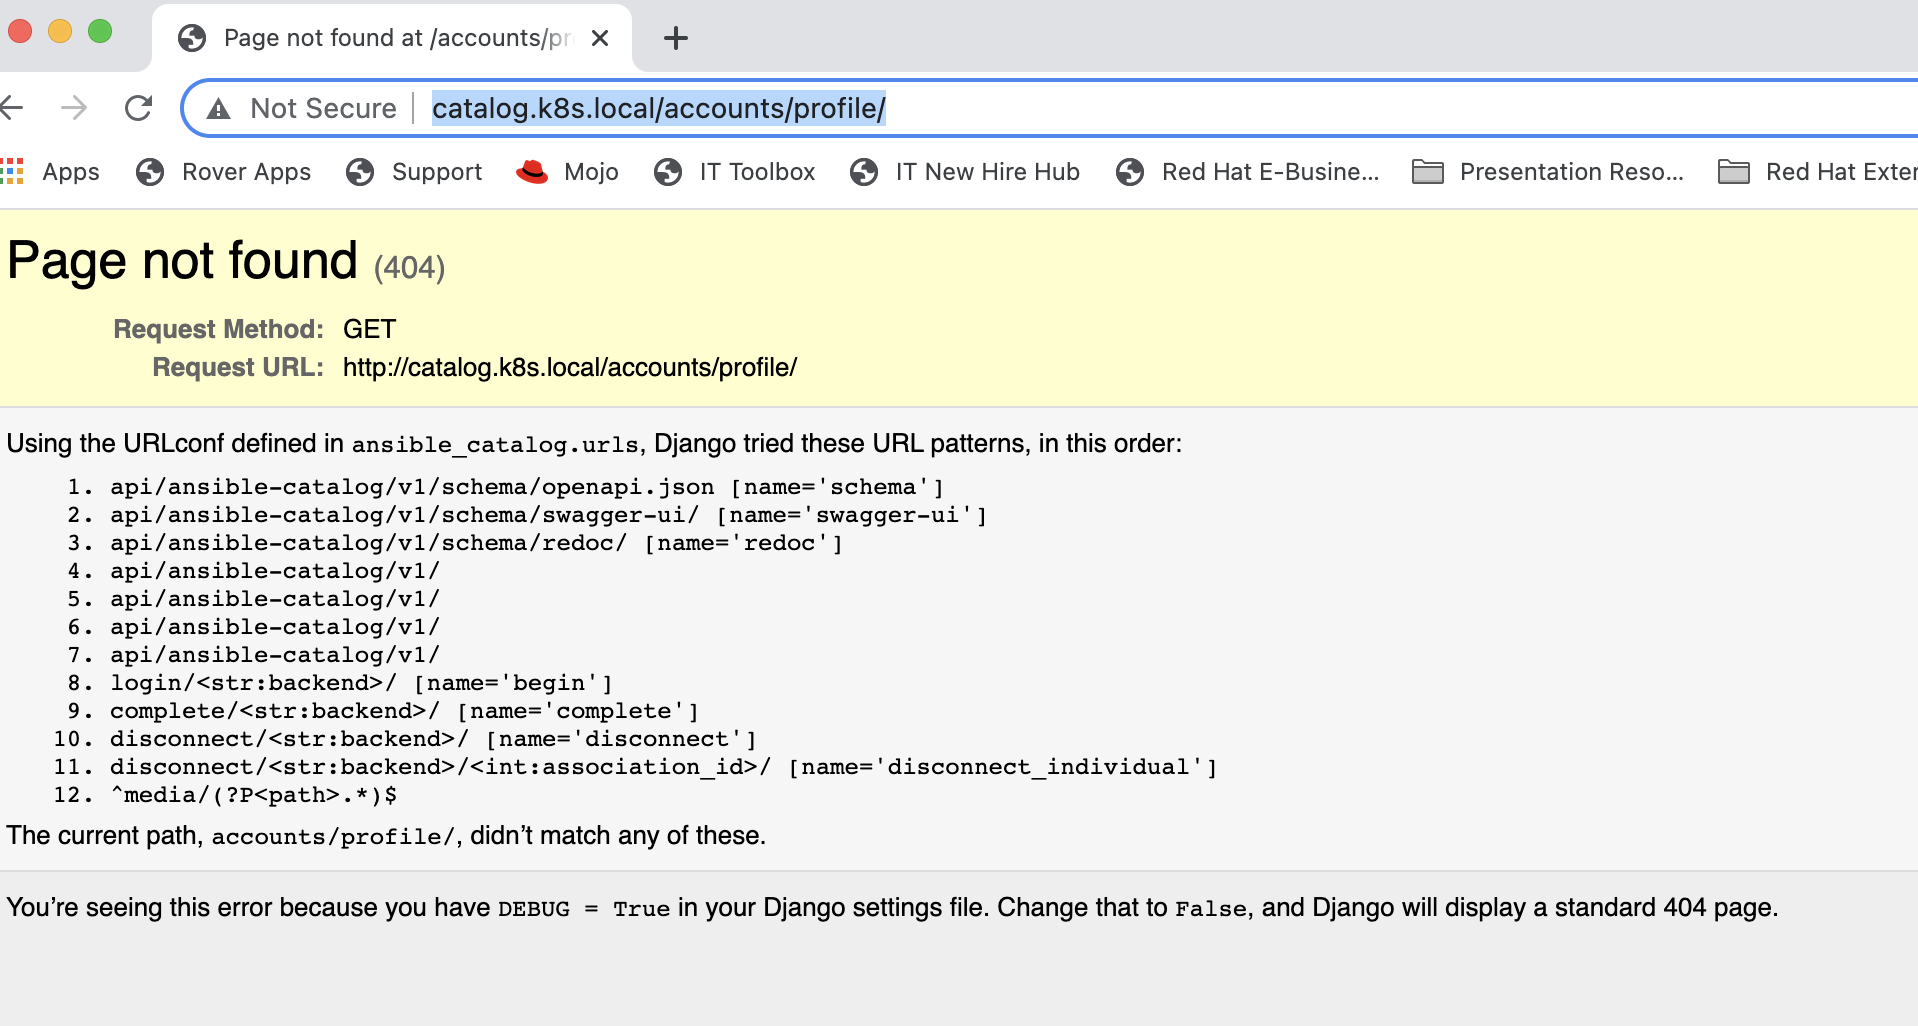 Page not found at /accounts/pr
Not Secure catalog.k8s.local/accounts/profile/
Apps Rover Apps Support Mojo IT Toolbox IT New Hire Hub Red Hat E-Busine... Presentation Reso... Red Hat Exter
Page not found (404)
Request Method: GET
Request URL: http://catalog.k8s.local/accounts/profile/
Using the URLconf defined in ansible_catalog.urls, Django tried these URL patterns, in this order:
1. api/ansible-catalog/v1/schema/openapi.json [name='schema']
2. api/ansible-catalog/v1/schema/swagger-ui/ [name='swagger-ui']
3. api/ansible-catalog/v1/schema/redoc/ [name='redoc']
4. api/ansible-catalog/v1/
5. api/ansible-catalog/v1/
6. api/ansible-catalog/v1/
7. api/ansible-catalog/v1/
8. login/<str:backend>/ [name='begin']
9. complete/<str:backend>/ [name='complete']
10. disconnect/<str:backend>/ [name='disconnect']
11. disconnect/<str:backend>/<int:association_id>/ [name='disconnect_individual']
12. ^media/(?P<path>.*)$
The current path, accounts/profile/, didn’t match any of these.
You’re seeing this error because you have DEBUG = True in your Django settings file. Change that to False, and Django will display a standard 404 page.